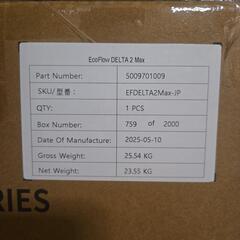 EcoFlow DELTA 2 Max
Part Number: 5009701009
SKU/型番: EFDELTA2Max-JP
QTY: 1 PCS
Box Number: 759 of 2000
Date Of Manufacture: 2025-05-10
Gross Weight: 25.54 KG
Net Weight: 23.55 KG
RIES